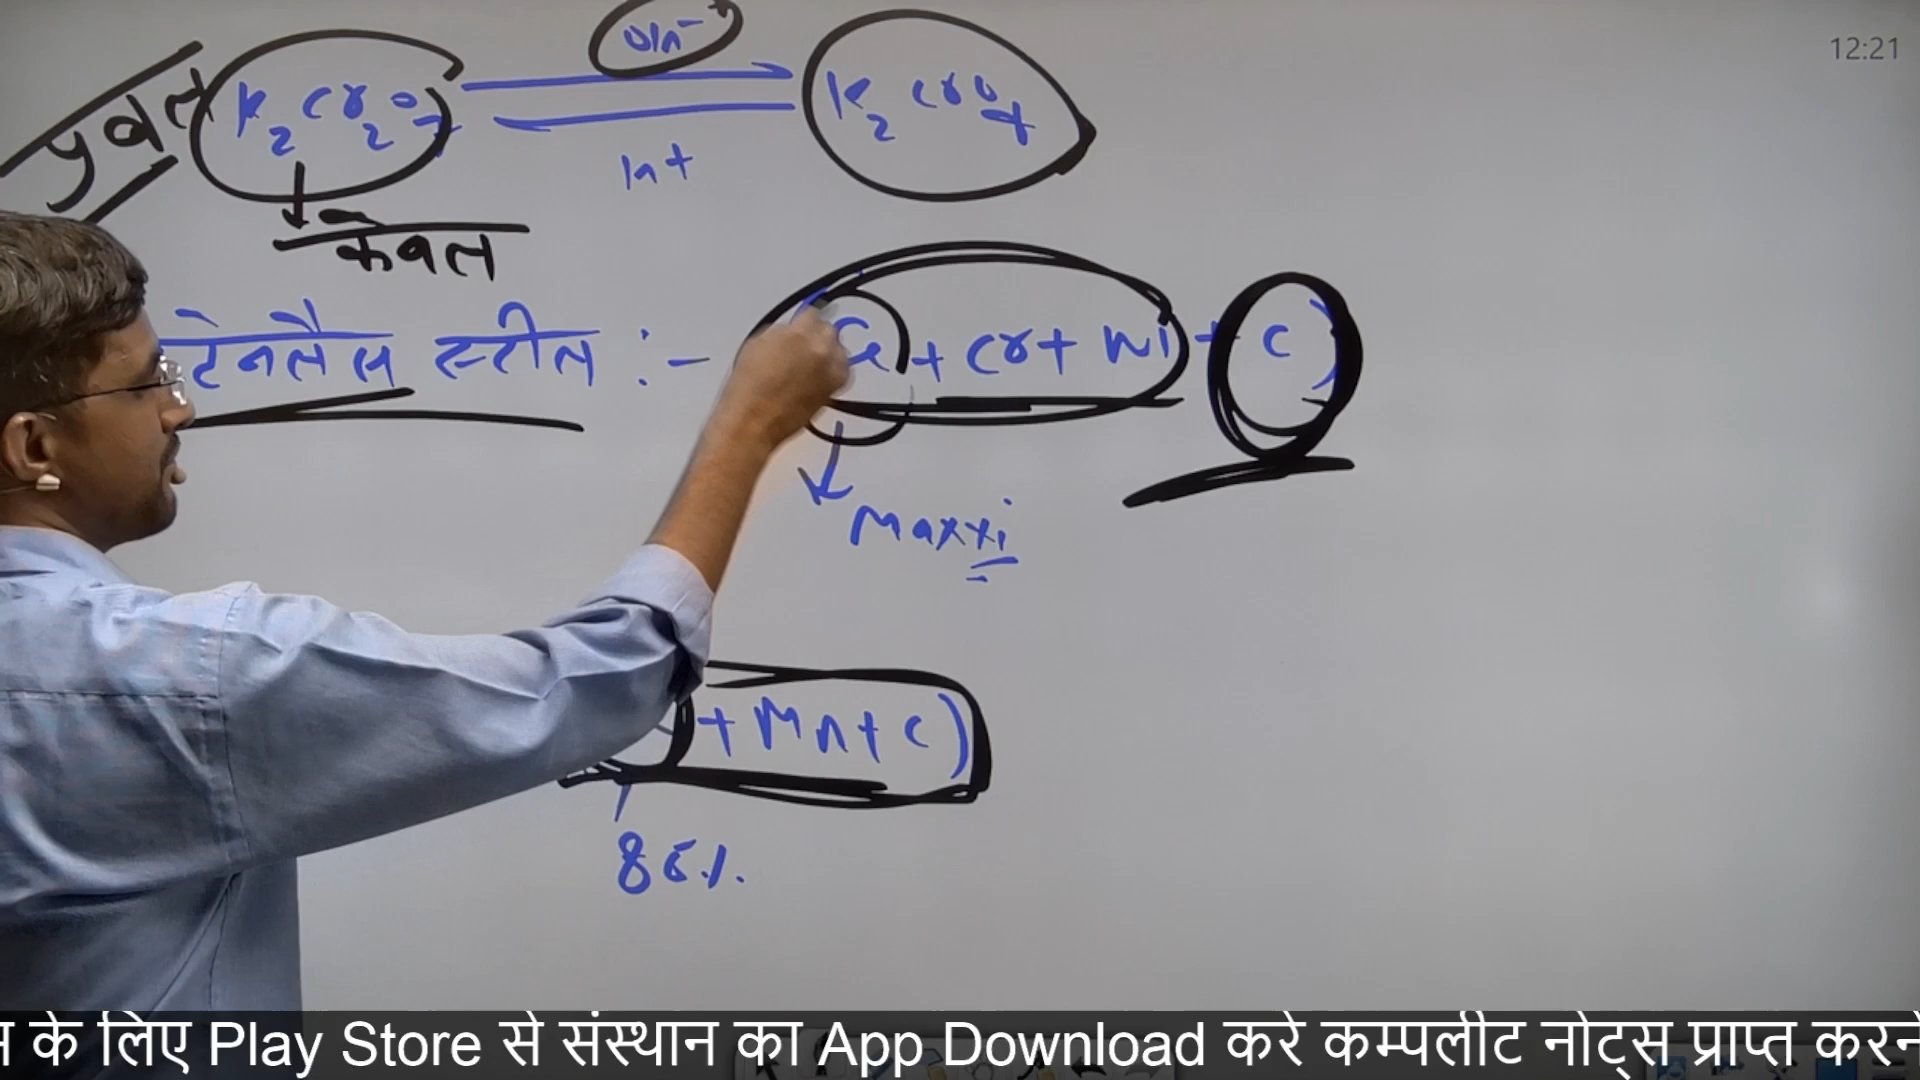 12:21
प्रबल K2Cr2O7 OH- K2CrO4
H+
केवल
टेनलैस स्टील :- + Cr + Ni + C)
Maxxi
+ Mn + C)
86%.
के लिए Play Store से संस्थान का App Download करे कम्पलीट नोट्स प्राप्त करने